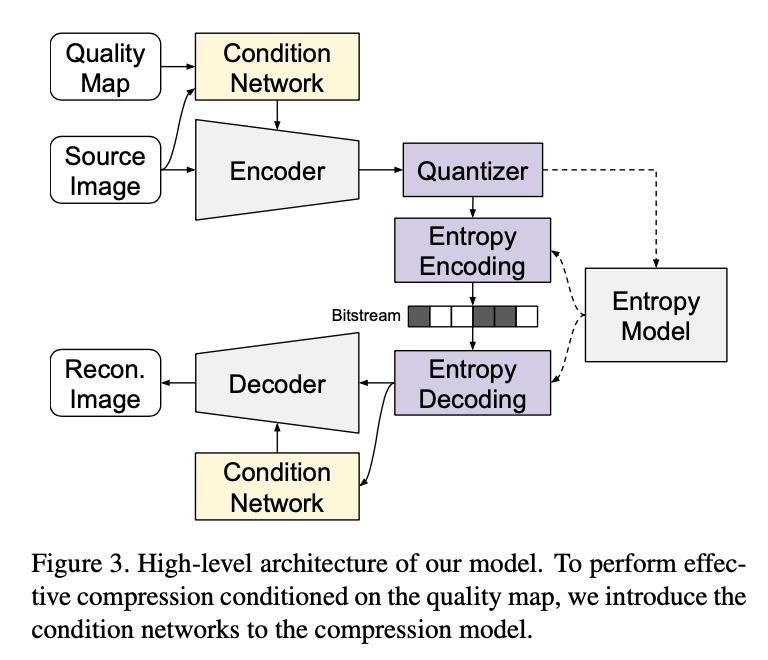 Quality
Map
Condition
Network
Source
Image
Encoder
Quantizer
Entropy
Encoding
Bitstream
Entropy
Model
Recon.
Image
Decoder
Entropy
Decoding
Condition
Network
Figure 3. High-level architecture of our model. To perform effec-
tive compression conditioned on the quality map, we introduce the
condition networks to the compression model.